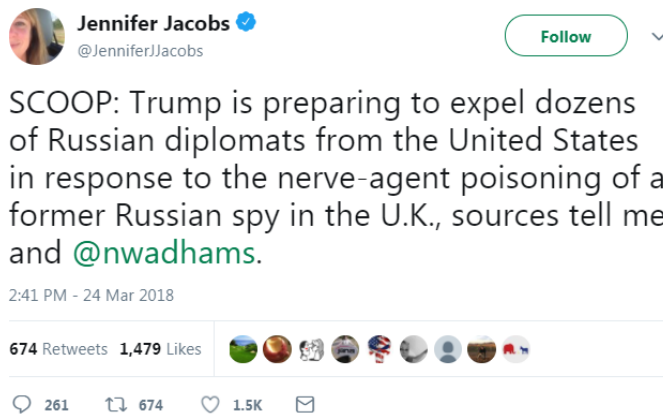 Jennifer Jacobs
@JenniferJJacobs
Follow
SCOOP: Trump is preparing to expel dozens
of Russian diplomats from the United States
in response to the nerve-agent poisoning of a
former Russian spy in the U.K., sources tell me
and @nwadhams.
2:41 PM - 24 Mar 2018
674 Retweets 1,479 Likes
261 674 1.5K